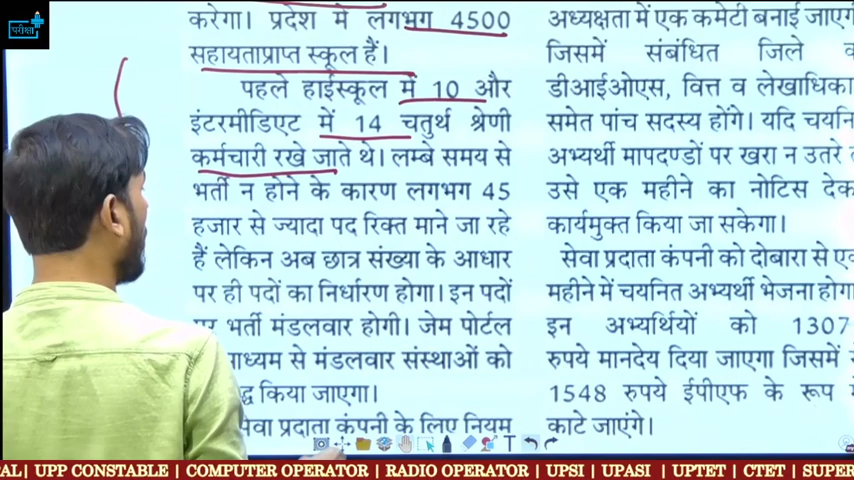 परीक्षा
करेगा। प्रदेश में लगभग 4500
सहायताप्राप्त स्कूल हैं।
पहले हाईस्कूल में 10 और
इंटरमीडिएट में 14 चतुर्थ श्रेणी
कर्मचारी रखे जाते थे। लम्बे समय से
भर्ती न होने के कारण लगभग 45
हजार से ज्यादा पद रिक्त माने जा रहे
हैं लेकिन अब छात्र संख्या के आधार
पर ही पदों का निर्धारण होगा। इन पदों
पर भर्ती मंडलवार होगी। जेम पोर्टल
से मंडलवार संस्थाओं को
किया जाएगा।
सेवा प्रदाता कंपनी के लिए नियम
अध्यक्षता में एक कमेटी बनाई जाएग
जिसमें संबंधित जिले
डीआईओएस, वित्त व लेखाधिका
समेत पांच सदस्य होंगे। यदि चयनि
अभ्यर्थी मापदण्डों पर खरा न उतरे
उसे एक महीने का नोटिस देक
कार्यमुक्त किया जा सकेगा।
सेवा प्रदाता कंपनी को दोबारा से एक
महीने में चयनित अभ्यर्थी भेजना होगा
इन अभ्यर्थियों को 1307
रुपये मानदेय दिया जाएगा जिसमें
1548 रुपये ईपीएफ के रूप
काटे जाएंगे।
PAL| UPP CONSTABLE | COMPUTER OPERATOR | RADIO OPERATOR | UPSI | UPASI | UPTET | CTET | SUPER